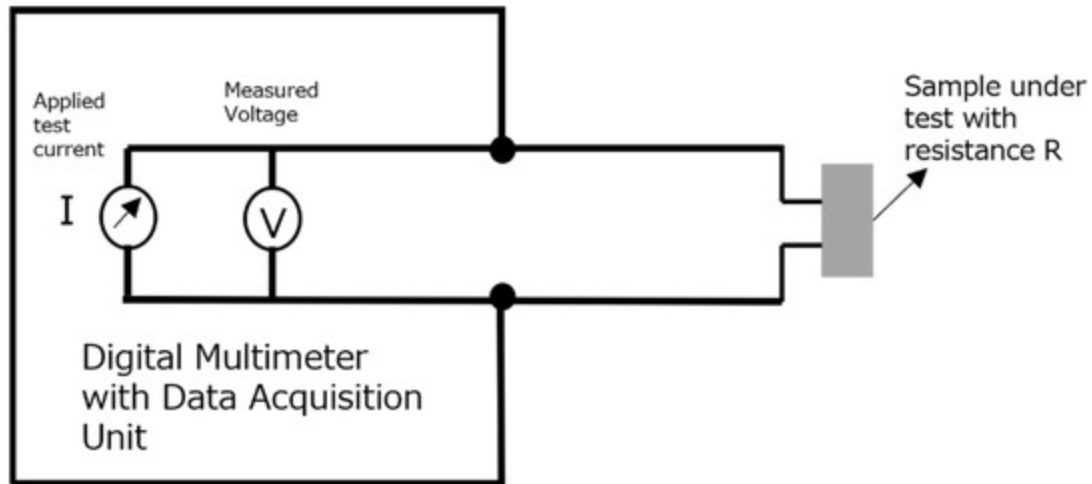 Applied
test
current
Measured
Voltage
I
V
Sample under
test with
resistance R
Digital Multimeter
with Data Acquisition
Unit